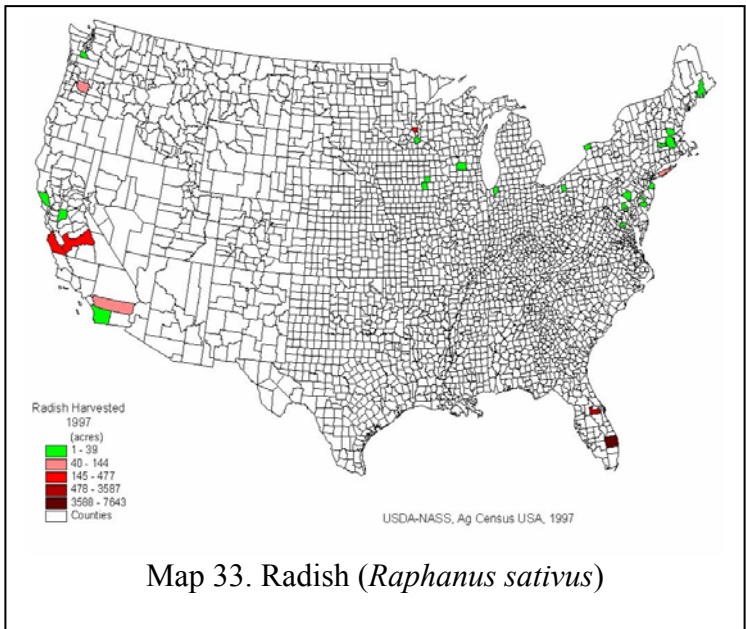 Radish Harvested
1997
(acres)
1 - 39
40 - 144
145 - 477
478 - 3587
3588 - 7643
Counties
USDA-NASS, Ag Census USA, 1997
Map 33. Radish (Raphanus sativus)